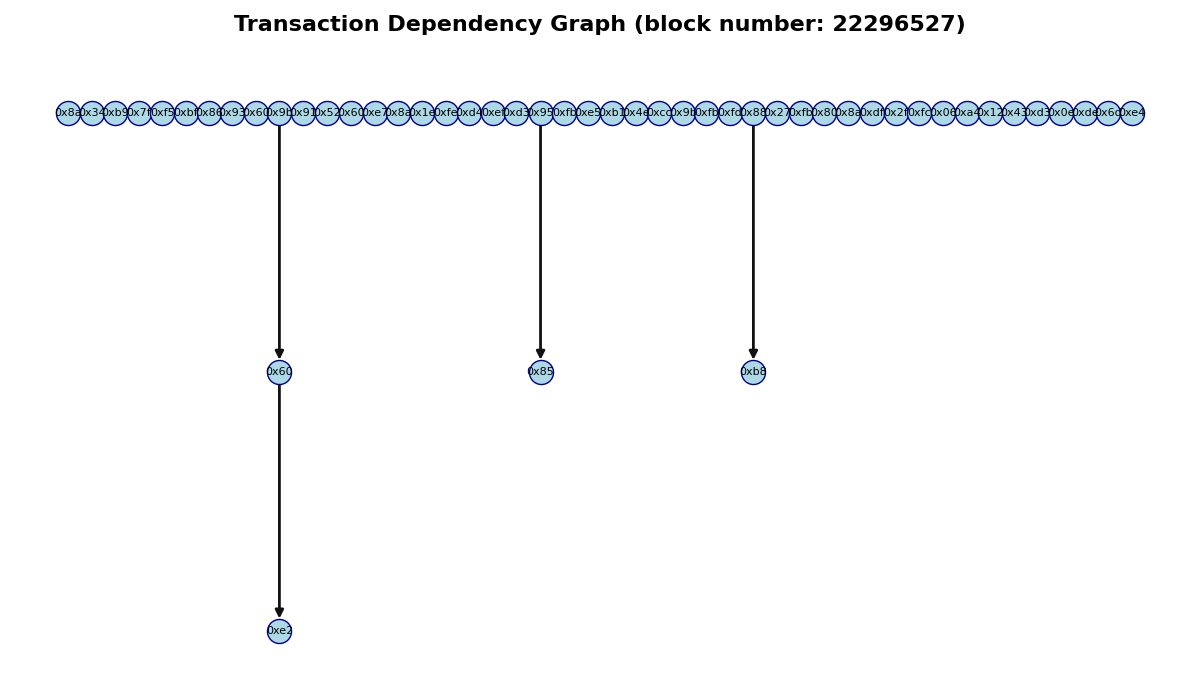 Transaction Dependency Graph (block number: 22296527)
0x8a 0x34 0xb9 0x7f 0xf5 0xbf 0x86 0x93 0x60 0x9b 0x91 0x52 0x60 0xe7 0x8a 0x1e 0xfe 0xd4 0xef 0xd3 0x95 0xfb 0xe5 0xb1 0x4e 0xcc 0x9b 0xfb 0xfd 0x88 0x27 0xfb 0x80 0x8a 0xdf 0x2f 0xfc 0x06 0xa4 0x12 0x43 0xd3 0x0e 0xde 0x6c 0xe4
0x60 0x85 0xb8
0xe2